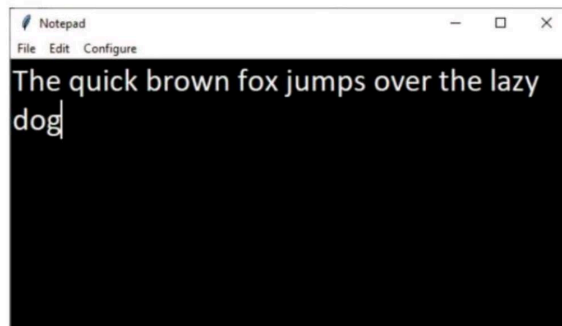 Notepad
File Edit Configure
The quick brown fox jumps over the lazy
dog